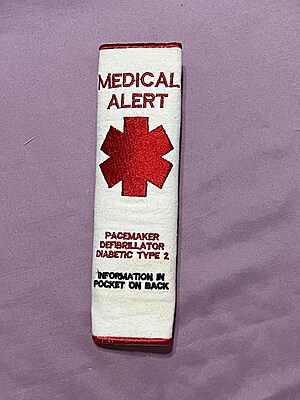 MEDICAL
ALERT
PACEMAKER
DEFIBRILLATOR
DIABETIC TYPE 2
INFORMATION IN
POCKET ON BACK